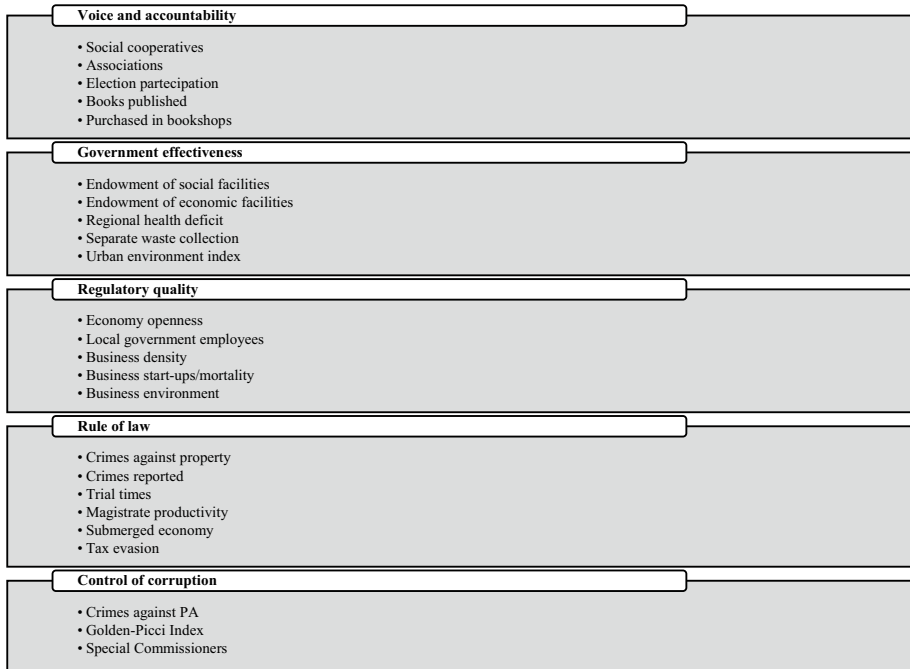 Voice and accountability
• Social cooperatives
• Associations
• Election partecipation
• Books published
• Purchased in bookshops
Government effectiveness
• Endowment of social facilities
• Endowment of economic facilities
• Regional health deficit
• Separate waste collection
• Urban environment index
Regulatory quality
• Economy openness
• Local government employees
• Business density
• Business start-ups/mortality
• Business environment
Rule of law
• Crimes against property
• Crimes reported
• Trial times
• Magistrate productivity
• Submerged economy
• Tax evasion
Control of corruption
• Crimes against PA
• Golden-Picci Index
• Special Commissioners